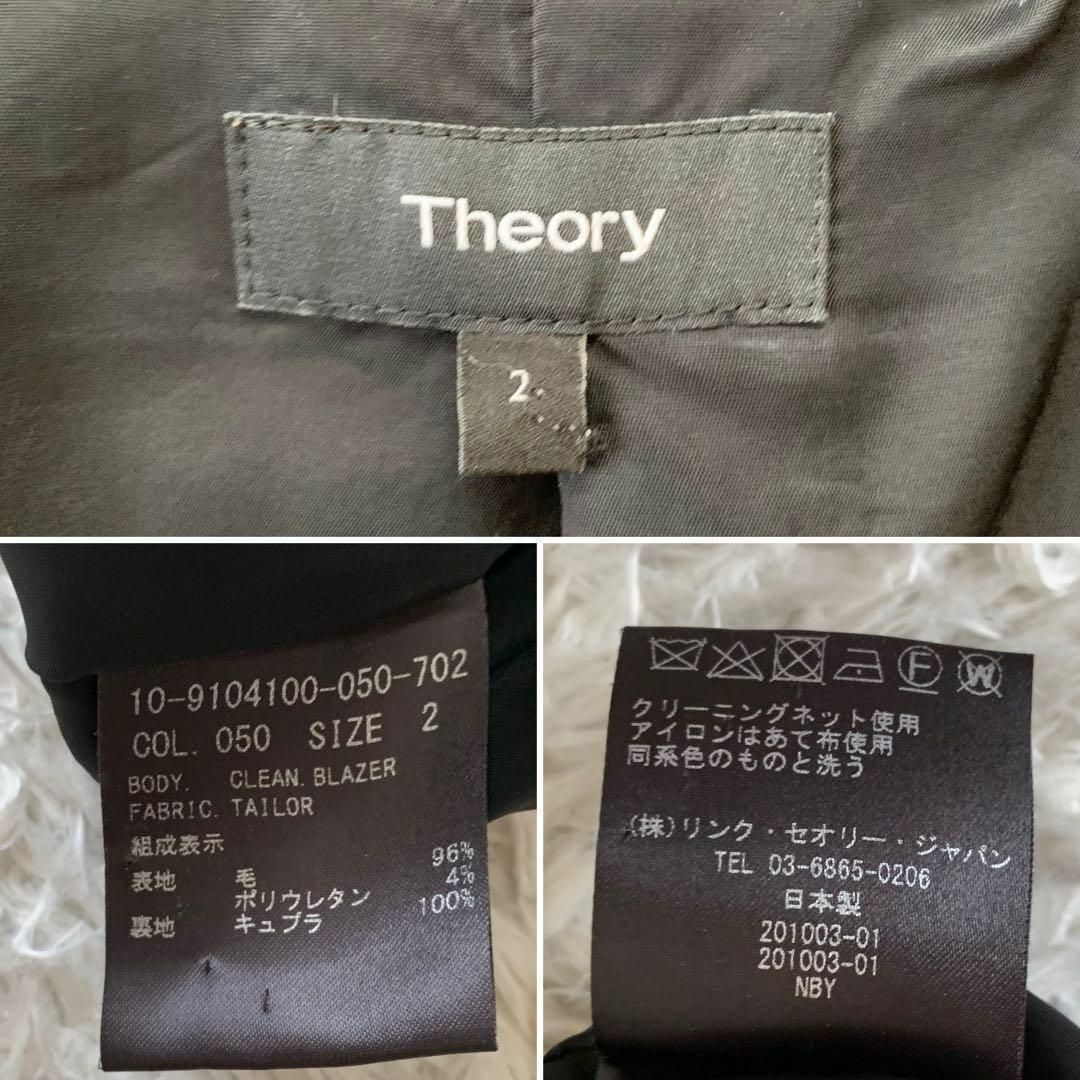 Theory
2
10-9104100-050-702
COL. 050 SIZE 2
BODY. CLEAN.BLAZER
FABRIC. TAILOR
組成表示
表地 毛 96%
ポリウレタン 4%
裏地 キュプラ 100%
F W
クリーニングネット使用
アイロンはあて布使用
同系色のものと洗う
(株)リンク・セオリー・ジャパン
TEL 03-6865-0206
日本製
201003-01
201003-01
NBY